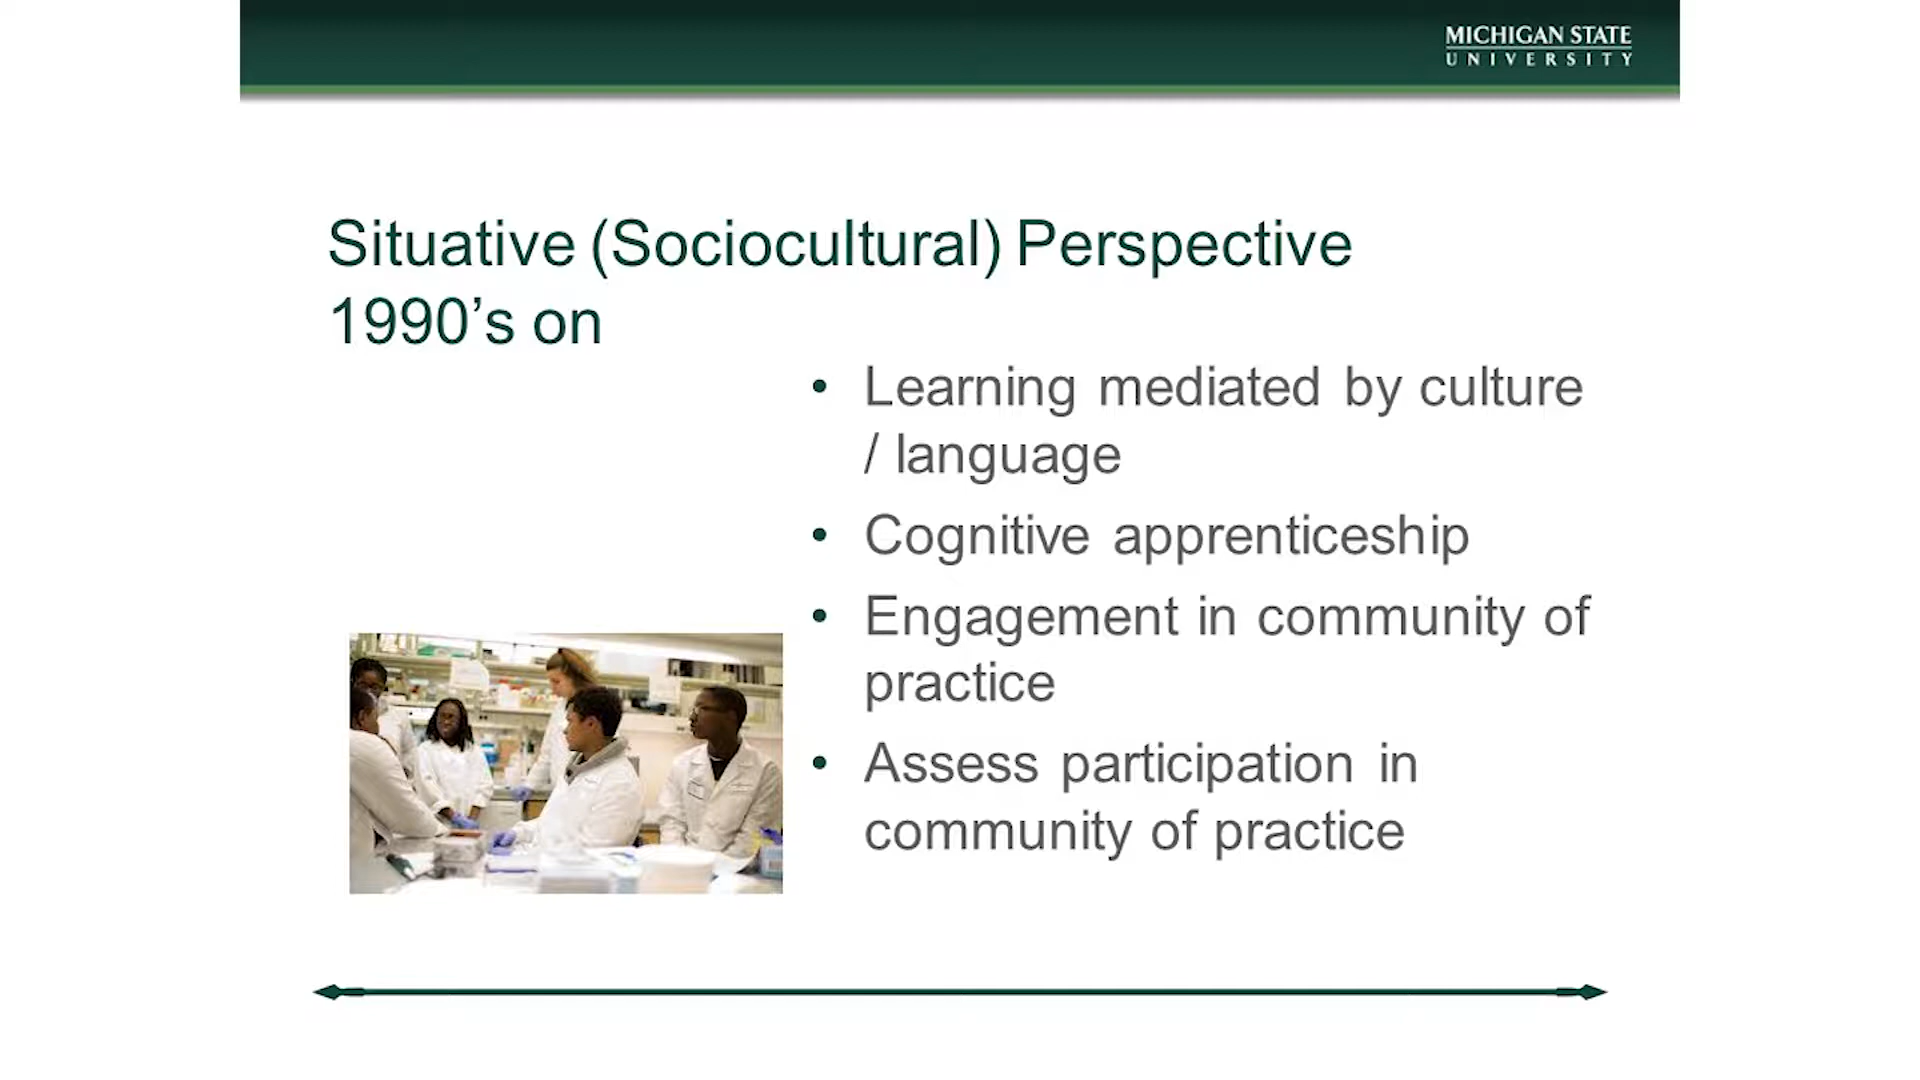 MICHIGAN STATE
UNIVERSITY
Situative (Sociocultural) Perspective
1990’s on
• Learning mediated by culture
/ language
• Cognitive apprenticeship
• Engagement in community of
practice
• Assess participation in
community of practice